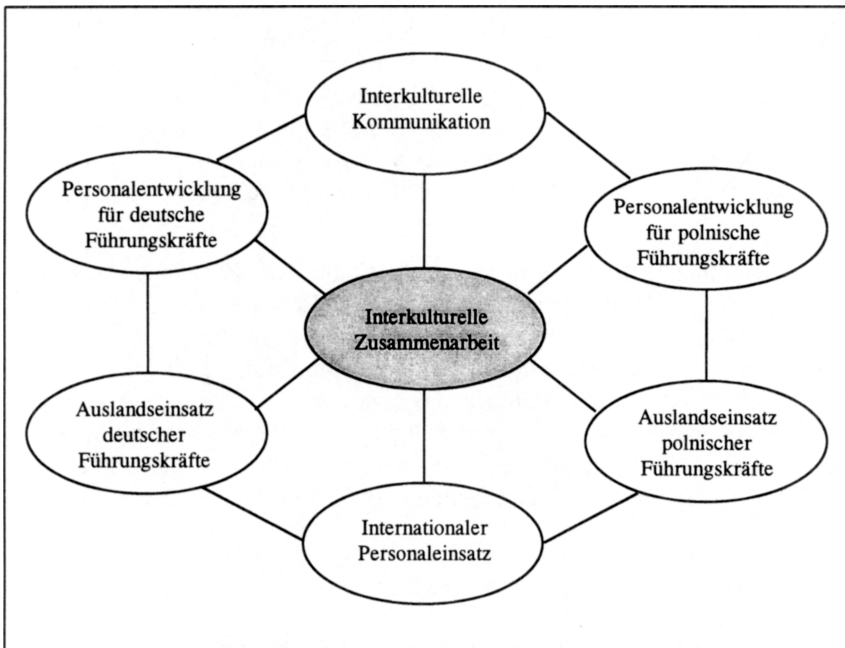 Interkulturelle
Kommunikation
Personalentwicklung
für deutsche
Führungskräfte
Personalentwicklung
für polnische
Führungskräfte
Interkulturelle
Zusammenarbeit
Auslandseinsatz
deutscher
Führungskräfte
Auslandseinsatz
polnischer
Führungskräfte
Internationaler
Personaleinsatz